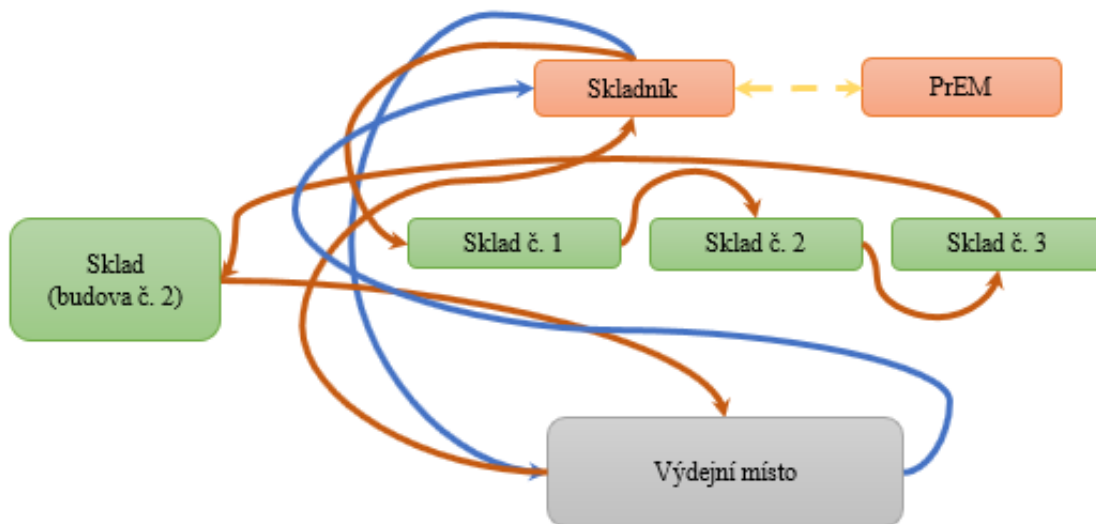 Skladník
PrEM
Sklad č. 1
Sklad č. 2
Sklad č. 3
Sklad
(budova č. 2)
Výdejní místo